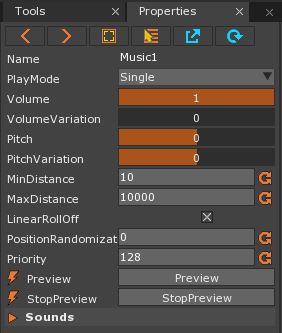 Tools Properties
Name Music1
PlayMode Single
Volume 1
VolumeVariation 0
Pitch 0
PitchVariation 0
MinDistance 10
MaxDistance 10000
LinearRollOff
PositionRandomizat 0
Priority 128
Preview Preview
StopPreview StopPreview
Sounds